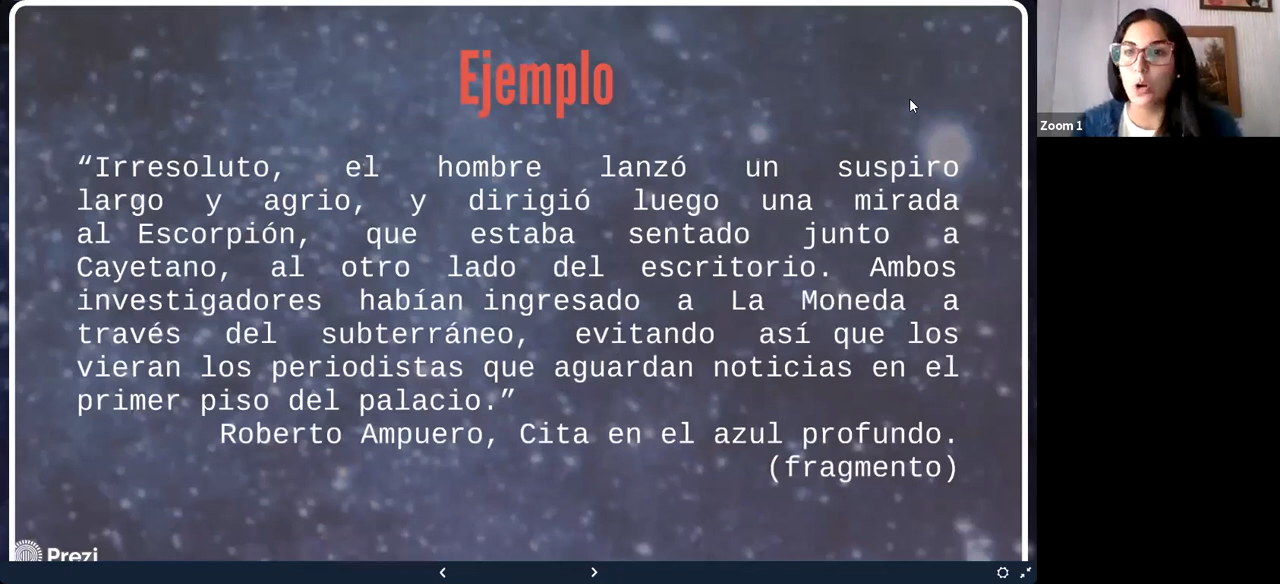 Ejemplo
“Irresoluto, el hombre lanzó un suspiro
largo y agrio, y dirigió luego una mirada
al Escorpión, que estaba sentado junto a
Cayetano, al otro lado del escritorio. Ambos
investigadores habían ingresado a La Moneda a
través del subterráneo, evitando así que los
vieran los periodistas que aguardan noticias en el
primer piso del palacio.”
Roberto Ampuero, Cita en el azul profundo.
(fragmento)
Prezi
Zoom 1